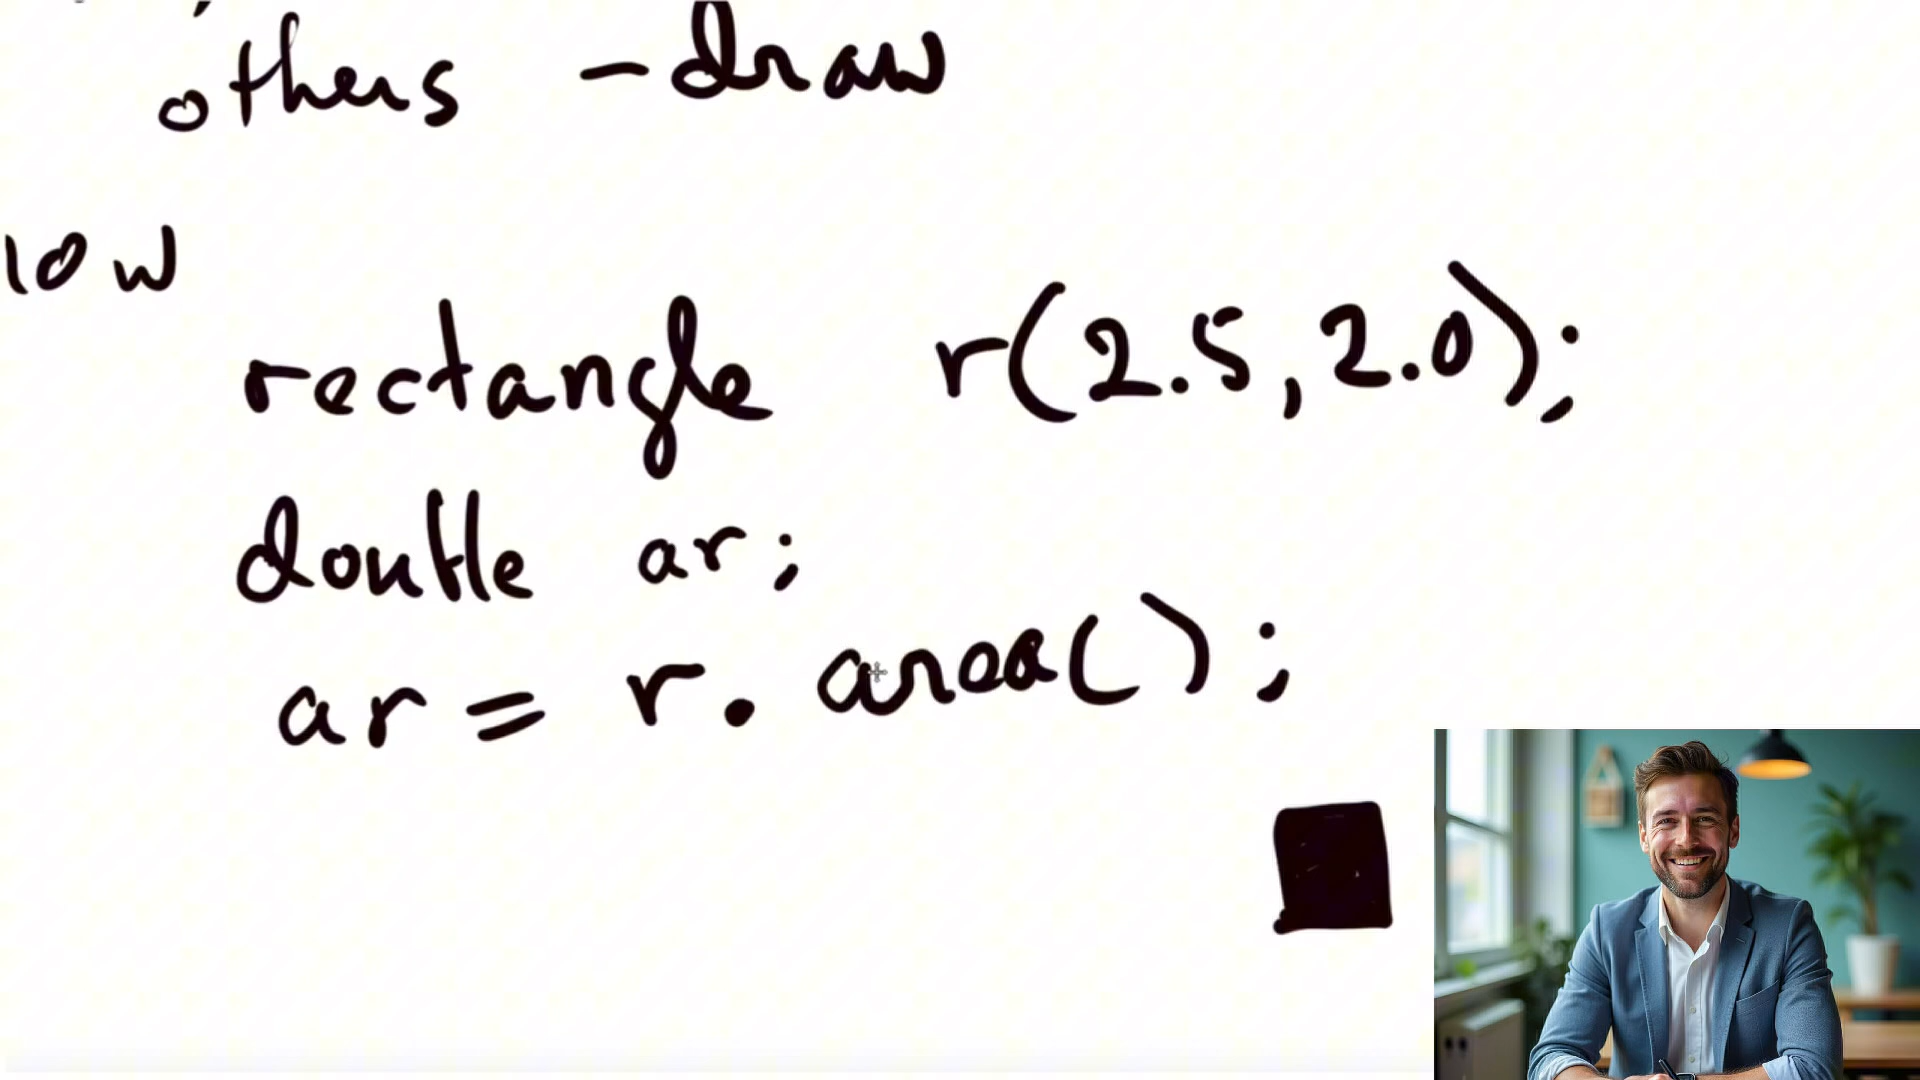 others - draw
low
rectangle r(2.5, 2.0);
double ar;
ar = r. area();